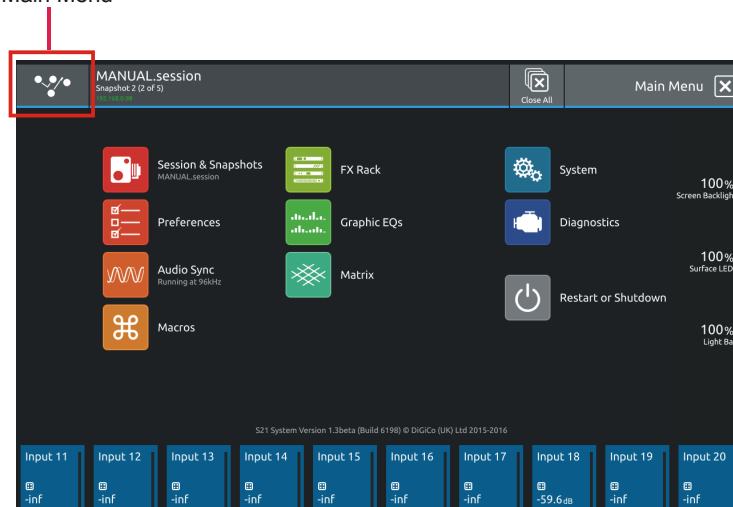 Main Menu
MANUAL.session
Snapshot 2 (2 of 5)
192.168.0.98
Close All
Main Menu
Session & Snapshots
MANUAL.session
FX Rack
System
100%
Screen Backligh
Preferences
Graphic EQs
Diagnostics
100%
Surface LED
Audio Sync
Running at 96kHz
Matrix
Restart or Shutdown
Macros
100%
Light Ba
S21 System Version 1.3beta (Build 6198) © DiGiCo (UK) Ltd 2015-2016
Input 11 Input 12 Input 13 Input 14 Input 15 Input 16 Input 17 Input 18 Input 19 Input 20
-inf -inf -inf -inf -inf -inf -inf -59.6dB -inf -inf